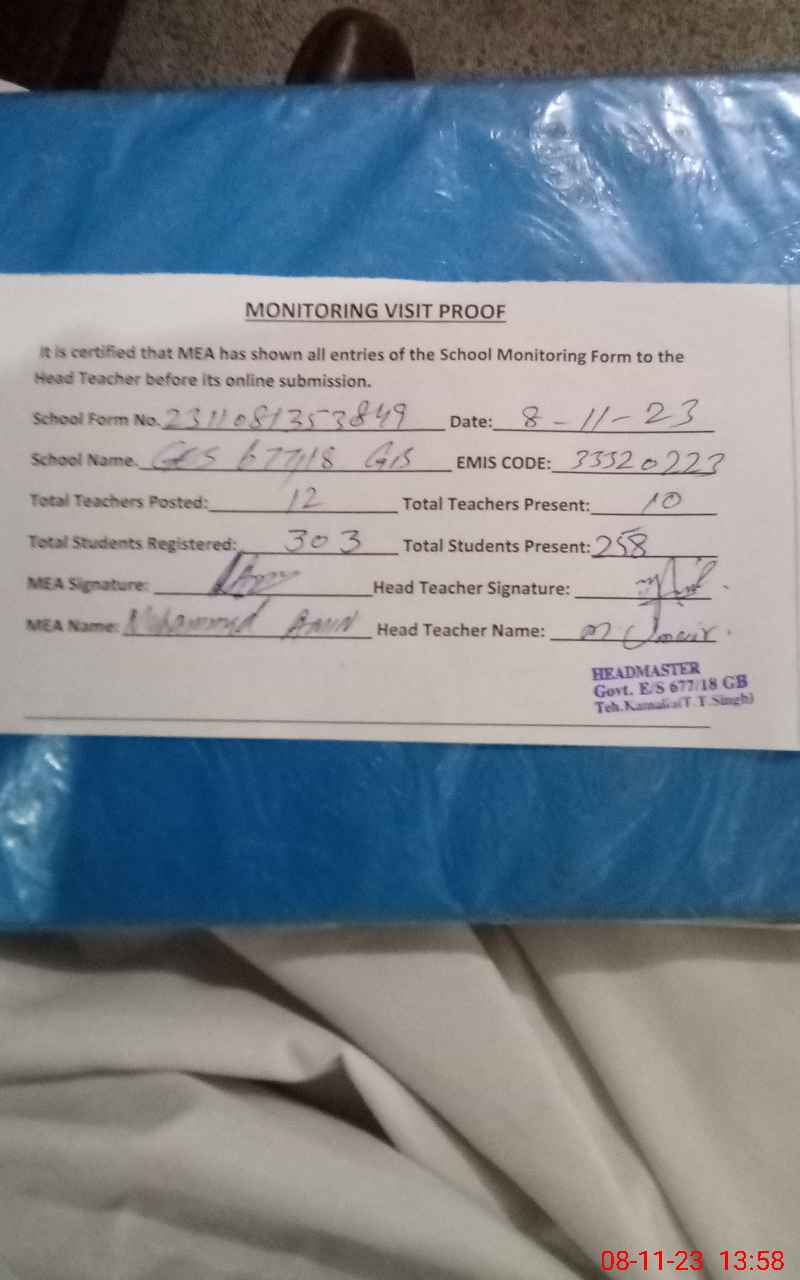 MONITORING VISIT PROOF
It is certified that MEA has shown all entries of the School Monitoring Form to the
Head Teacher before its online submission.
School Form No. 2311081353849 Date: 8-11-23
School Name. GES 677/18 GB EMIS CODE: 33320223
Total Teachers Posted: 12 Total Teachers Present: 10
Total Students Registered: 303 Total Students Present: 258
MEA Signature: Head Teacher Signature:
MEA Name: Muhammad Amin Head Teacher Name: M Umair.
HEADMASTER
Govt. E/S 677/18 GB
Teh.Kamalia(T.T.Singh)
08-11-23 13:58